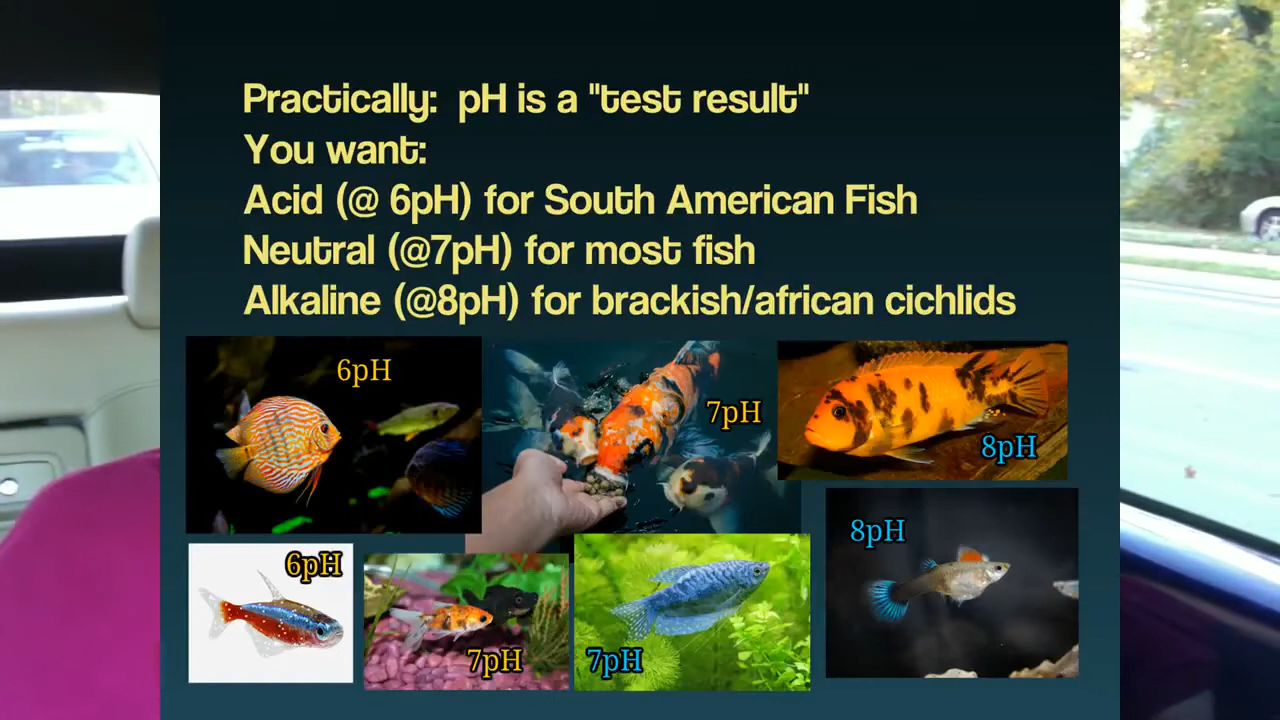 Practically: pH is a "test result"
You want:
Acid (@ 6pH) for South American Fish
Neutral (@7pH) for most fish
Alkaline (@8pH) for brackish/african cichlids
6pH
7pH
8pH
8pH
6pH
7pH
7pH